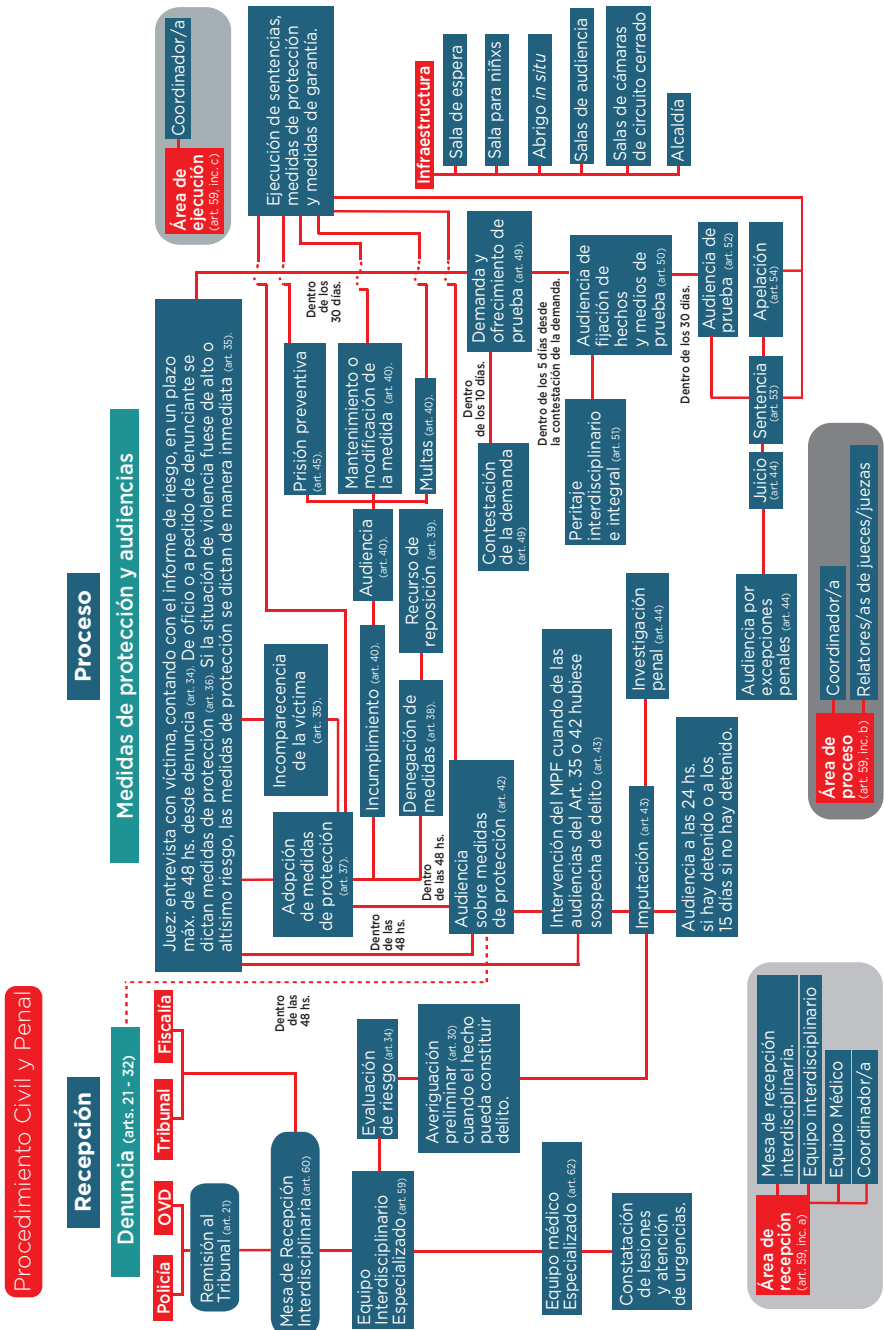 Procedimiento Civil y Penal
Recepción
Denuncia (arts. 21 - 32)
Policía
OVD
Tribunal
Fiscalía
Remisión al
Tribunal (art. 21)
Mesa de Recepción
Interdisciplinaria (art. 60)
Equipo
Interdisciplinario
Especializado (art. 59)
Evaluación
de riesgo (art. 34)
Averiguación
preliminar (art. 30)
cuando el hecho
pueda constituir
delito.
Equipo médico
Especializado (art. 62)
Constatación
de lesiones
y atención
de urgencias.
Área de
recepción
(art. 59, inc. a)
Mesa de recepción
interdisciplinaria.
Equipo interdisciplinario
Equipo Médico
Coordinador/a
Proceso
Medidas de protección y audiencias
Juez: entrevista con víctima, contando con el informe de riesgo, en un plazo
máx. de 48 hs. desde denuncia (art. 34). De oficio o a pedido de denunciante se
dictan medidas de protección (art. 36). Si la situación de violencia fuese de alto o
altísimo riesgo, las medidas de protección se dictan de manera inmediata (art. 35).
Dentro
de las
48 hs.
Dentro
de las
48 hs.
Dentro
de las 48 hs.
Adopción
de medidas
de protección
(art. 37).
Incomparecencia
de la víctima
(art. 35).
Incumplimiento (art. 40).
Audiencia
(art. 40).
Prisión preventiva
(art. 45).
Mantenimiento o
modificación de
la medida (art. 40).
Multas (art. 40).
Denegación de
medidas (art. 38).
Recurso de
reposición (art. 39).
Audiencia
sobre medidas
de protección (art. 42)
Intervención del MPF cuando de las
audiencias del Art. 35 o 42 hubiese
sospecha de delito (art. 43)
Imputación (art. 43)
Investigación
penal (art. 44)
Audiencia a las 24 hs.
si hay detenido o a los
15 días si no hay detenido.
Dentro
de los
30 días.
Demanda y
ofrecimiento de
prueba (art. 49).
Dentro
de los 10 días.
Contestación
de la demanda
(art. 49)
Dentro de los 5 días desde
la contestación de la demanda.
Audiencia de
fijación de
hechos
y medios de
prueba (art. 50)
Peritaje
interdisciplinario
e integral (art. 51)
Dentro de los 30 días.
Audiencia de
prueba (art. 52)
Audiencia por
excepciones
penales (art. 44)
Juicio
(art. 44)
Sentencia
(art. 53)
Apelación
(art. 54)
Área de
proceso
(art. 59, inc. b)
Coordinador/a
Relatores/as de jueces/juezas
Área de
ejecución
(art. 59, inc. c)
Coordinador/a
Ejecución de sentencias,
medidas de protección
y medidas de garantía.
Infraestructura
Sala de espera
Sala para niñxs
Abrigo in situ
Salas de audiencia
Salas de cámaras
de circuito cerrado
Alcaldía